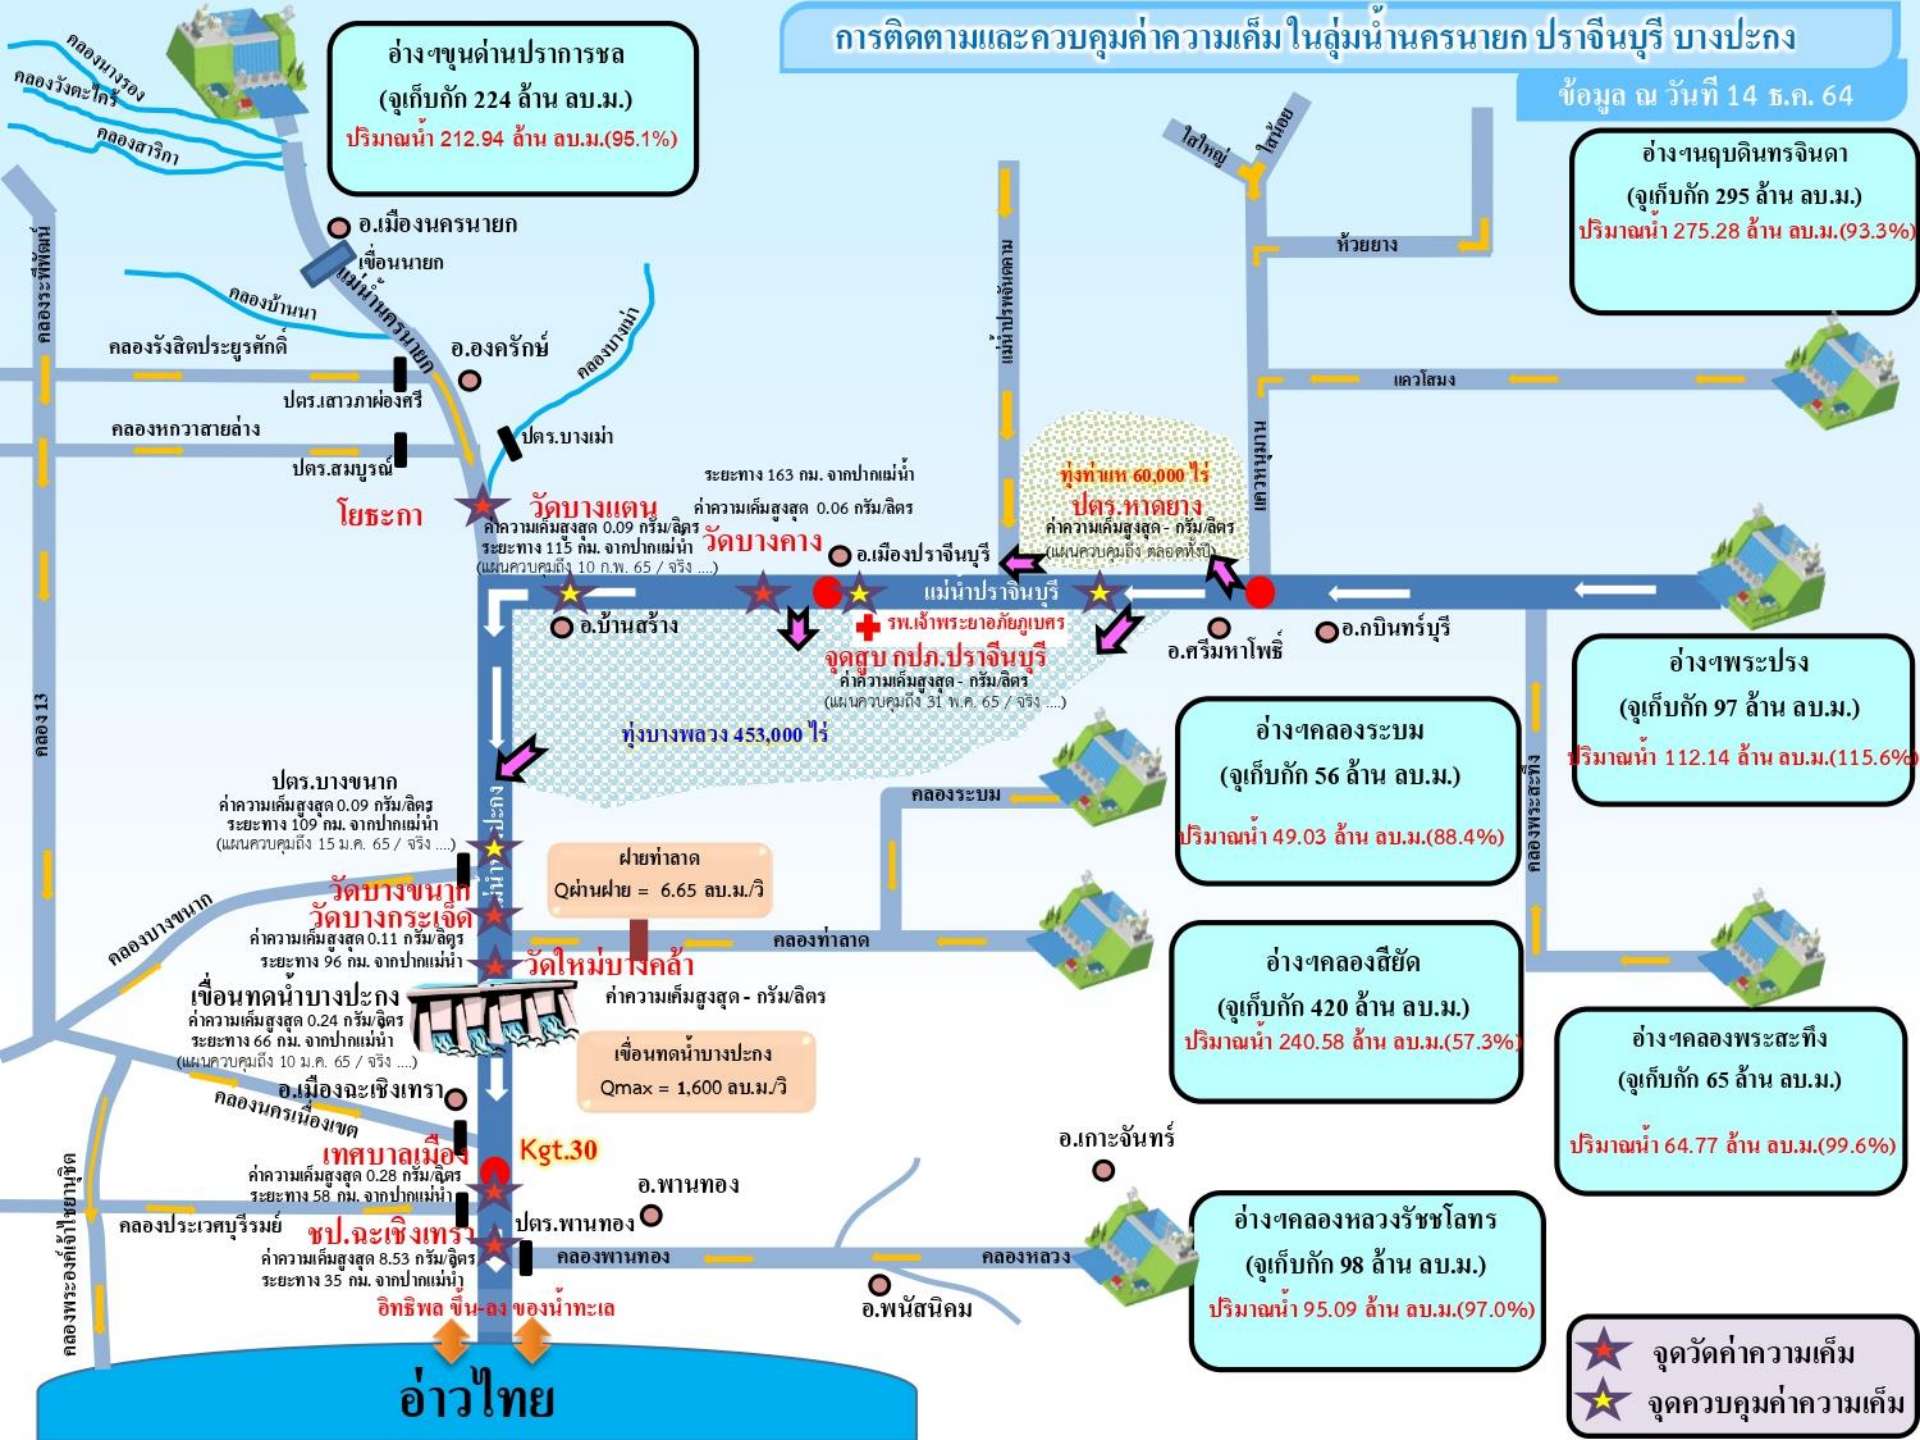 การติดตามและควบคุมค่าความเค็ม ในลุ่มน้ำนครนายก ปราจีนบุรี บางปะกง
ข้อมูล ณ วันที่ 14 ธ.ค. 64
คลองนางรอง
คลองวังตะไคร้
คลองสาริกา
อ่างฯขุนด่านปราการชล
(จุเก็บกัก 224 ล้าน ลบ.ม.)
ปริมาณน้ำ 212.94 ล้าน ลบ.ม.(95.1%)
ใสใหญ่
ใสน้อย
อ่างฯนฤบดินทรจินดา
(จุเก็บกัก 295 ล้าน ลบ.ม.)
ปริมาณน้ำ 275.28 ล้าน ลบ.ม.(93.3%)
อ.เมืองนครนายก
เขื่อนนายก
แม่น้ำนครนายก
คลองระพีพัฒน์
คลองบ้านนา
คลองรังสิตประยูรศักดิ์
ปตร.เสาวภาผ่องศรี
อ.องครักษ์
คลองบางเม่า
คลองหกวาสายล่าง
ปตร.สมบูรณ์
ปตร.บางเม่า
แม่น้ำประจันตคาม
ห้วยยาง
แควโสมง
แควหนุมาน
โยธะกา
วัดบางแตน
ค่าความเค็มสูงสุด 0.09 กรัม/ลิตร
ระยะทาง 115 กม. จากปากแม่น้ำ
(แผนควบคุมถึง 10 ก.พ. 65 / จริง ....)
ระยะทาง 163 กม. จากปากแม่น้ำ
ค่าความเค็มสูงสุด 0.06 กรัม/ลิตร
วัดบางคาง
อ.เมืองปราจีนบุรี
ทุ่งท่าแห 60,000 ไร่
ปตร.หาดยาง
ค่าความเค็มสูงสุด - กรัม/ลิตร
(แผนควบคุมถึง ตลอดทั้งปี)
แม่น้ำปราจีนบุรี
อ.บ้านสร้าง
รพ.เจ้าพระยาอภัยภูเบศร
จุดสูบ กปภ.ปราจีนบุรี
ค่าความเค็มสูงสุด - กรัม/ลิตร
(แผนควบคุมถึง 31 พ.ค. 65 / จริง ....)
อ.ศรีมหาโพธิ์
อ.กบินทร์บุรี
ทุ่งบางพลวง 453,000 ไร่
อ่างฯพระปรง
(จุเก็บกัก 97 ล้าน ลบ.ม.)
ปริมาณน้ำ 112.14 ล้าน ลบ.ม.(115.6%)
คลองพระสะทึง
คลอง 13
อ่างฯคลองระบม
(จุเก็บกัก 56 ล้าน ลบ.ม.)
ปริมาณน้ำ 49.03 ล้าน ลบ.ม.(88.4%)
คลองระบม
ปตร.บางขนาก
ค่าความเค็มสูงสุด 0.09 กรัม/ลิตร
ระยะทาง 109 กม. จากปากแม่น้ำ
(แผนควบคุมถึง 15 ม.ค. 65 / จริง ....)
ฝายท่าลาด
Qผ่านฝาย = 6.65 ลบ.ม./วิ
วัดบางขนาก
วัดบางกระเจ็ด
ค่าความเค็มสูงสุด 0.11 กรัม/ลิตร
ระยะทาง 96 กม. จากปากแม่น้ำ
คลองบางขนาก
คลองท่าลาด
วัดใหม่บางคล้า
ค่าความเค็มสูงสุด - กรัม/ลิตร
อ่างฯคลองสียัด
(จุเก็บกัก 420 ล้าน ลบ.ม.)
ปริมาณน้ำ 240.58 ล้าน ลบ.ม.(57.3%)
เขื่อนทดน้ำบางปะกง
ค่าความเค็มสูงสุด 0.24 กรัม/ลิตร
ระยะทาง 66 กม. จากปากแม่น้ำ
(แผนควบคุมถึง 10 ม.ค. 65 / จริง ....)
เขื่อนทดน้ำบางปะกง
Qmax = 1,600 ลบ.ม./วิ
อ่างฯคลองพระสะทึง
(จุเก็บกัก 65 ล้าน ลบ.ม.)
ปริมาณน้ำ 64.77 ล้าน ลบ.ม.(99.6%)
อ.เมืองฉะเชิงเทรา
คลองนครเนื่องเขต
เทศบาลเมือง
ค่าความเค็มสูงสุด 0.28 กรัม/ลิตร
ระยะทาง 58 กม. จากปากแม่น้ำ
Kgt.30
อ.เกาะจันทร์
อ.พานทอง
ปตร.พานทอง
คลองพระองค์เจ้าไชยานุชิต
คลองประเวศบุรีรมย์
ชป.ฉะเชิงเทรา
ค่าความเค็มสูงสุด 8.53 กรัม/ลิตร
ระยะทาง 35 กม. จากปากแม่น้ำ
คลองพานทอง
คลองหลวง
อ่างฯคลองหลวงรัชชโลทร
(จุเก็บกัก 98 ล้าน ลบ.ม.)
ปริมาณน้ำ 95.09 ล้าน ลบ.ม.(97.0%)
อ.พนัสนิคม
อิทธิพล ขึ้น-ลง ของน้ำทะเล
อ่าวไทย
จุดวัดค่าความเค็ม
จุดควบคุมค่าความเค็ม